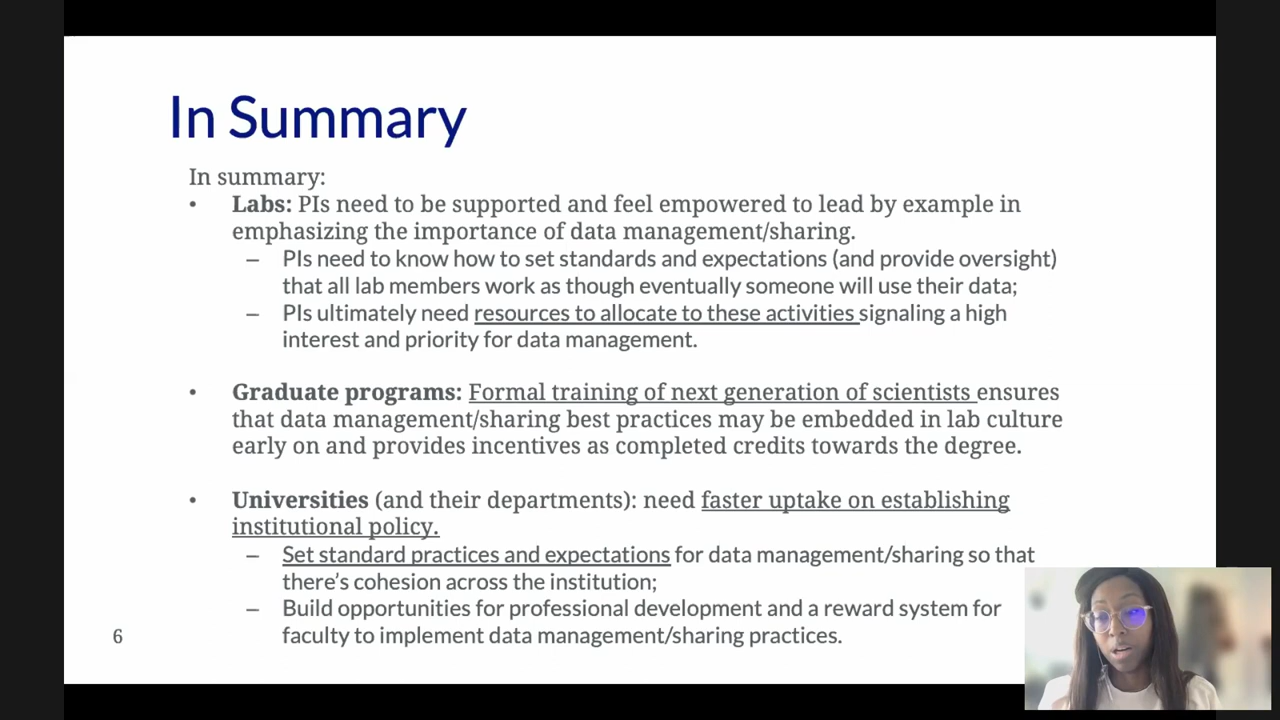 In Summary
In summary:
• Labs: PIs need to be supported and feel empowered to lead by example in
emphasizing the importance of data management/sharing.
– PIs need to know how to set standards and expectations (and provide oversight)
that all lab members work as though eventually someone will use their data;
– PIs ultimately need resources to allocate to these activities signaling a high
interest and priority for data management.
• Graduate programs: Formal training of next generation of scientists ensures
that data management/sharing best practices may be embedded in lab culture
early on and provides incentives as completed credits towards the degree.
• Universities (and their departments): need faster uptake on establishing
institutional policy.
– Set standard practices and expectations for data management/sharing so that
there’s cohesion across the institution;
– Build opportunities for professional development and a reward system for
faculty to implement data management/sharing practices.
6